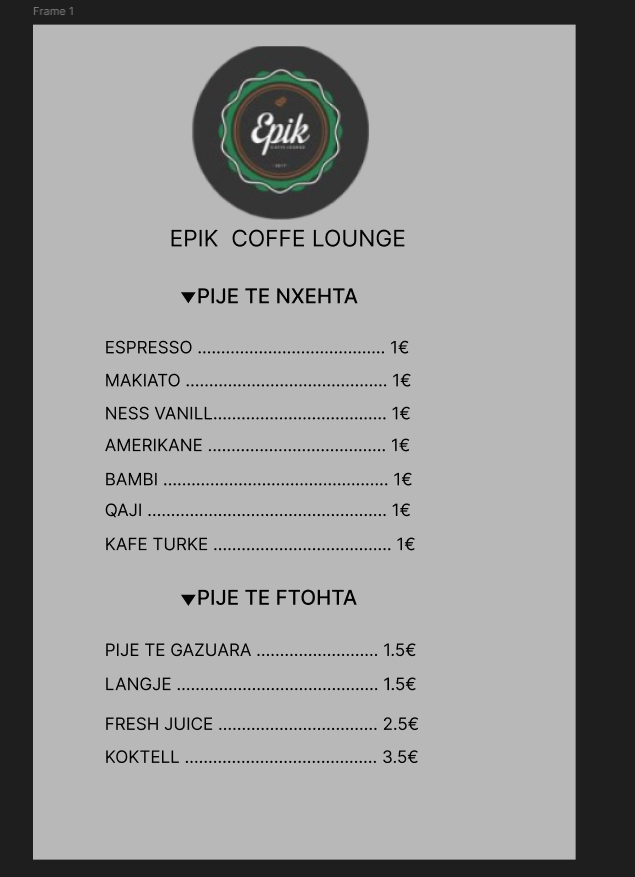 Frame 1
Epik
COFFE LOUNGE
2017
EPIK COFFE LOUNGE
▼PIJE TE NXEHTA
ESPRESSO ........................................ 1€
MAKIATO ........................................... 1€
NESS VANILL..................................... 1€
AMERIKANE ...................................... 1€
BAMBI ................................................ 1€
QAJI ................................................... 1€
KAFE TURKE ...................................... 1€
▼PIJE TE FTOHTA
PIJE TE GAZUARA .......................... 1.5€
LANGJE ........................................... 1.5€
FRESH JUICE .................................. 2.5€
KOKTELL ......................................... 3.5€